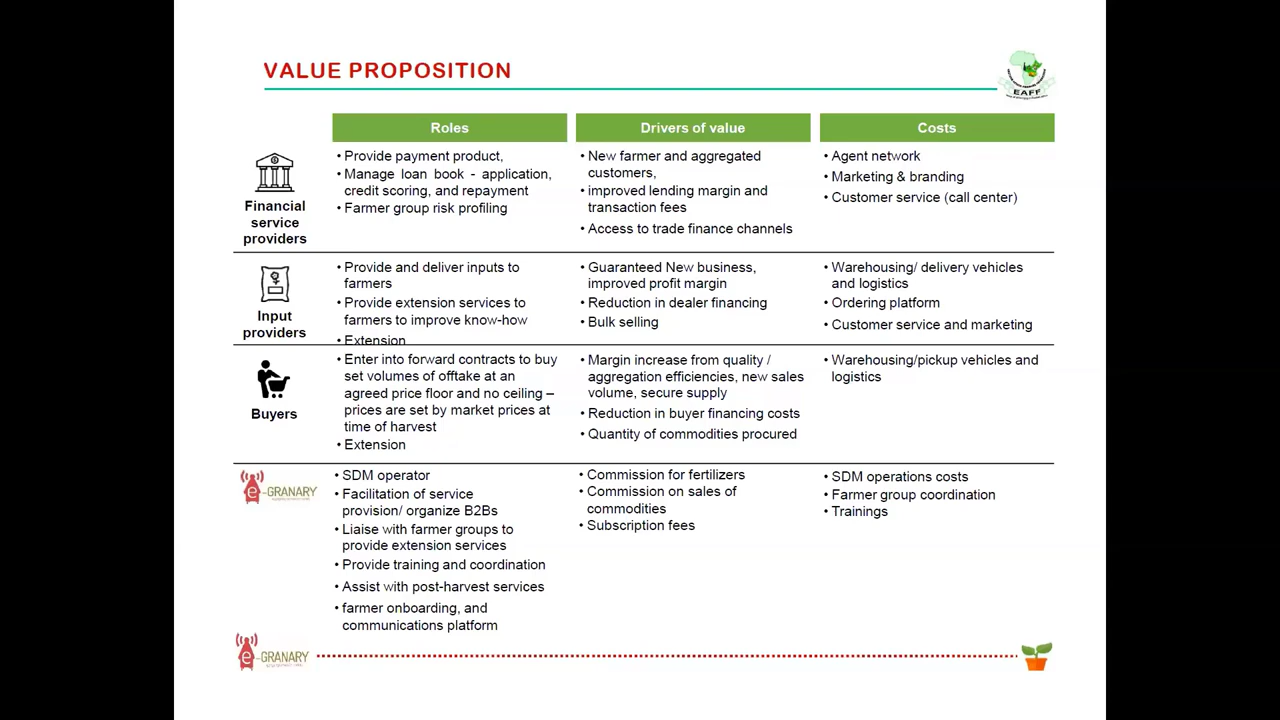 VALUE PROPOSITION
EAFF
Roles
Drivers of value
Costs
Financial
service
providers
• Provide payment product,
• Manage loan book - application,
credit scoring, and repayment
• Farmer group risk profiling
• New farmer and aggregated
customers,
• improved lending margin and
transaction fees
• Access to trade finance channels
• Agent network
• Marketing & branding
• Customer service (call center)
Input
providers
• Provide and deliver inputs to
farmers
• Provide extension services to
farmers to improve know-how
• Extension
• Guaranteed New business,
improved profit margin
• Reduction in dealer financing
• Bulk selling
• Warehousing/ delivery vehicles
and logistics
• Ordering platform
• Customer service and marketing
Buyers
• Enter into forward contracts to buy
set volumes of offtake at an
agreed price floor and no ceiling –
prices are set by market prices at
time of harvest
• Extension
• Margin increase from quality /
aggregation efficiencies, new sales
volume, secure supply
• Reduction in buyer financing costs
• Quantity of commodities procured
• Warehousing/pickup vehicles and
logistics
e-GRANARY
• SDM operator
• Facilitation of service
provision/ organize B2Bs
• Liaise with farmer groups to
provide extension services
• Provide training and coordination
• Assist with post-harvest services
• farmer onboarding, and
communications platform
• Commission for fertilizers
• Commission on sales of
commodities
• Subscription fees
• SDM operations costs
• Farmer group coordination
• Trainings
e-GRANARY